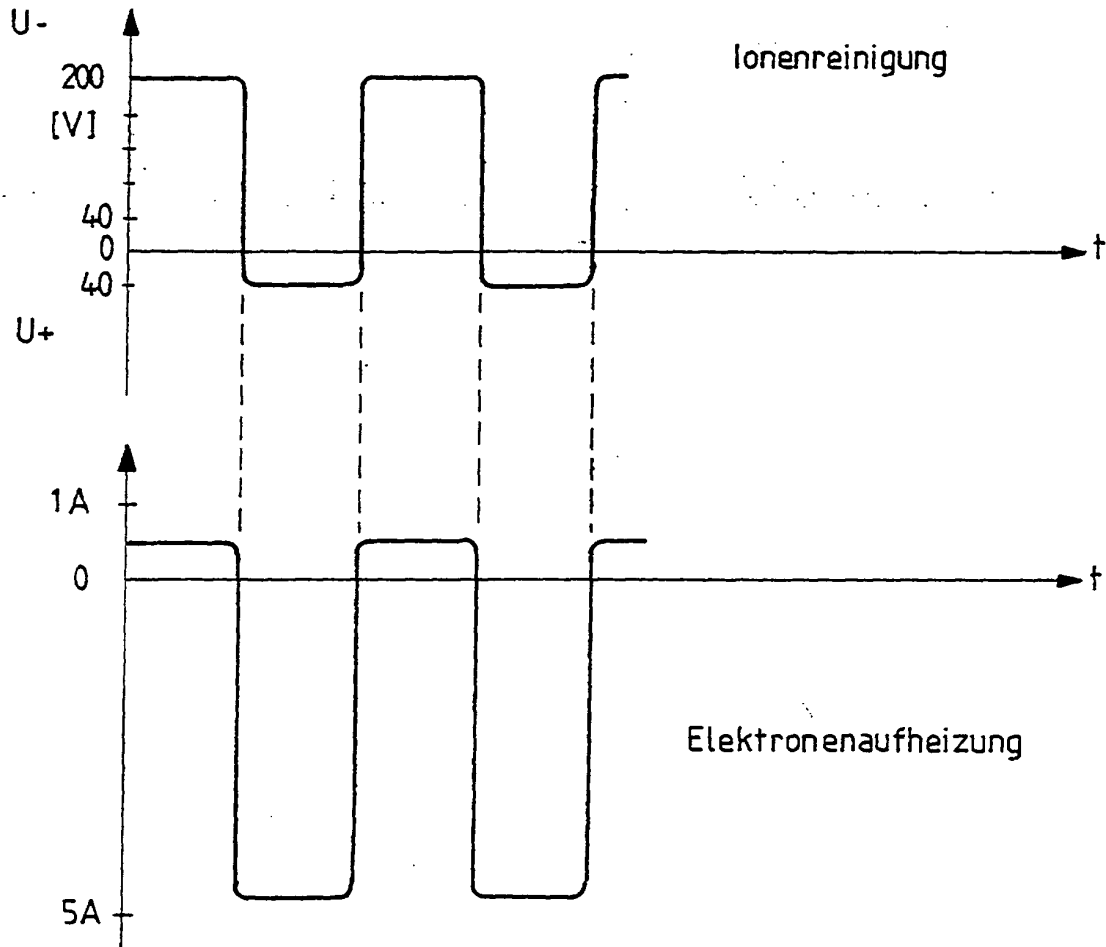 U-
Ionenreinigung
200
[V]
40
0
t
40
U+
1A
0
t
Elektronenaufheizung
5A